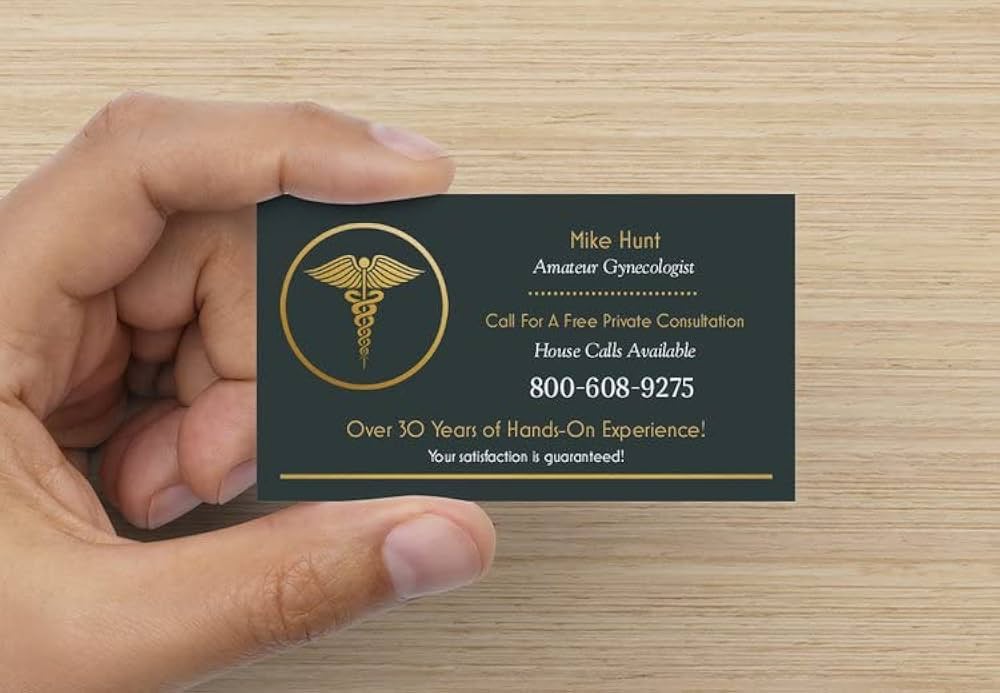 Mike Hunt
Amateur Gynecologist
Call For A Free Private Consultation
House Calls Available
800-608-9275
Over 30 Years of Hands-On Experience!
Your satisfaction is guaranteed!